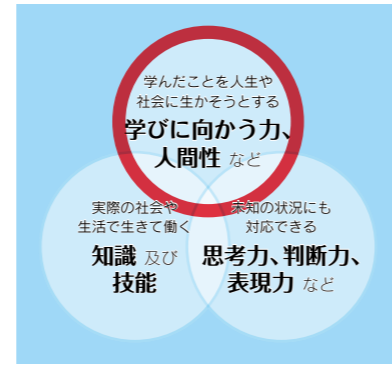 学んだことを人生や
社会に生かそうとする
学びに向かう力、
人間性 など
実際の社会や
生活で生きて働く
知識 及び
技能
未知の状況にも
対応できる
思考力、判断力、
表現力 など